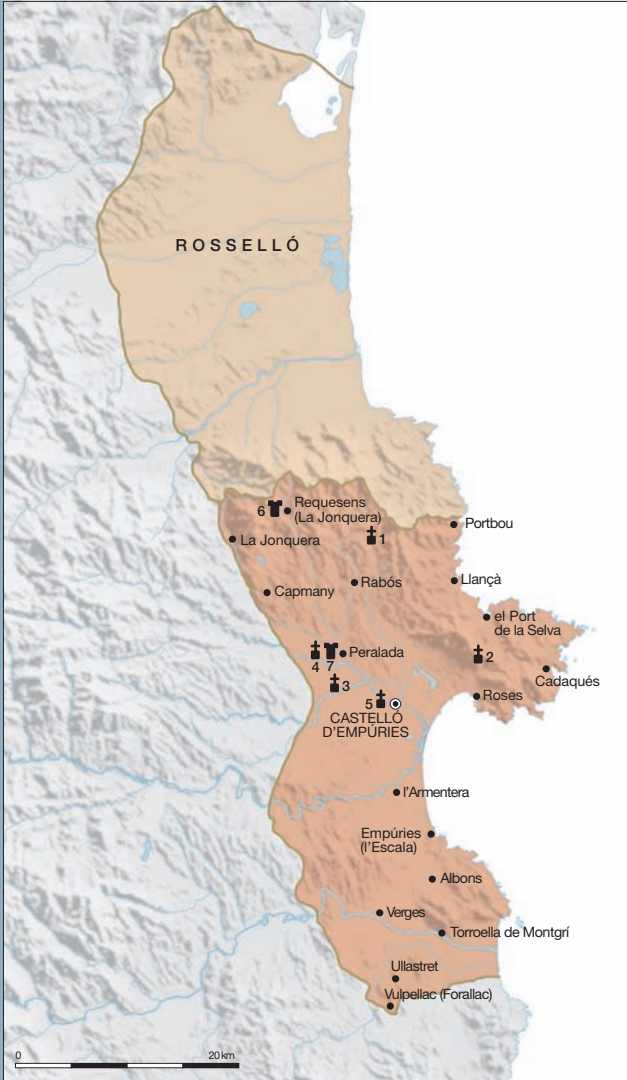 ROSSELLÓ
6
Requesens
(La Jonquera)
La Jonquera
1
Portbou
Capmany
Rabós
Llançà
el Port
de la Selva
4
7
Peralada
2
3
Cadaqués
5
Roses
CASTELLÓ
D'EMPÚRIES
l'Armentera
Empúries
(l'Escala)
Albons
Verges
Torroella de Montgrí
Ullastret
Vulpellac (Forallac)
0
20 km